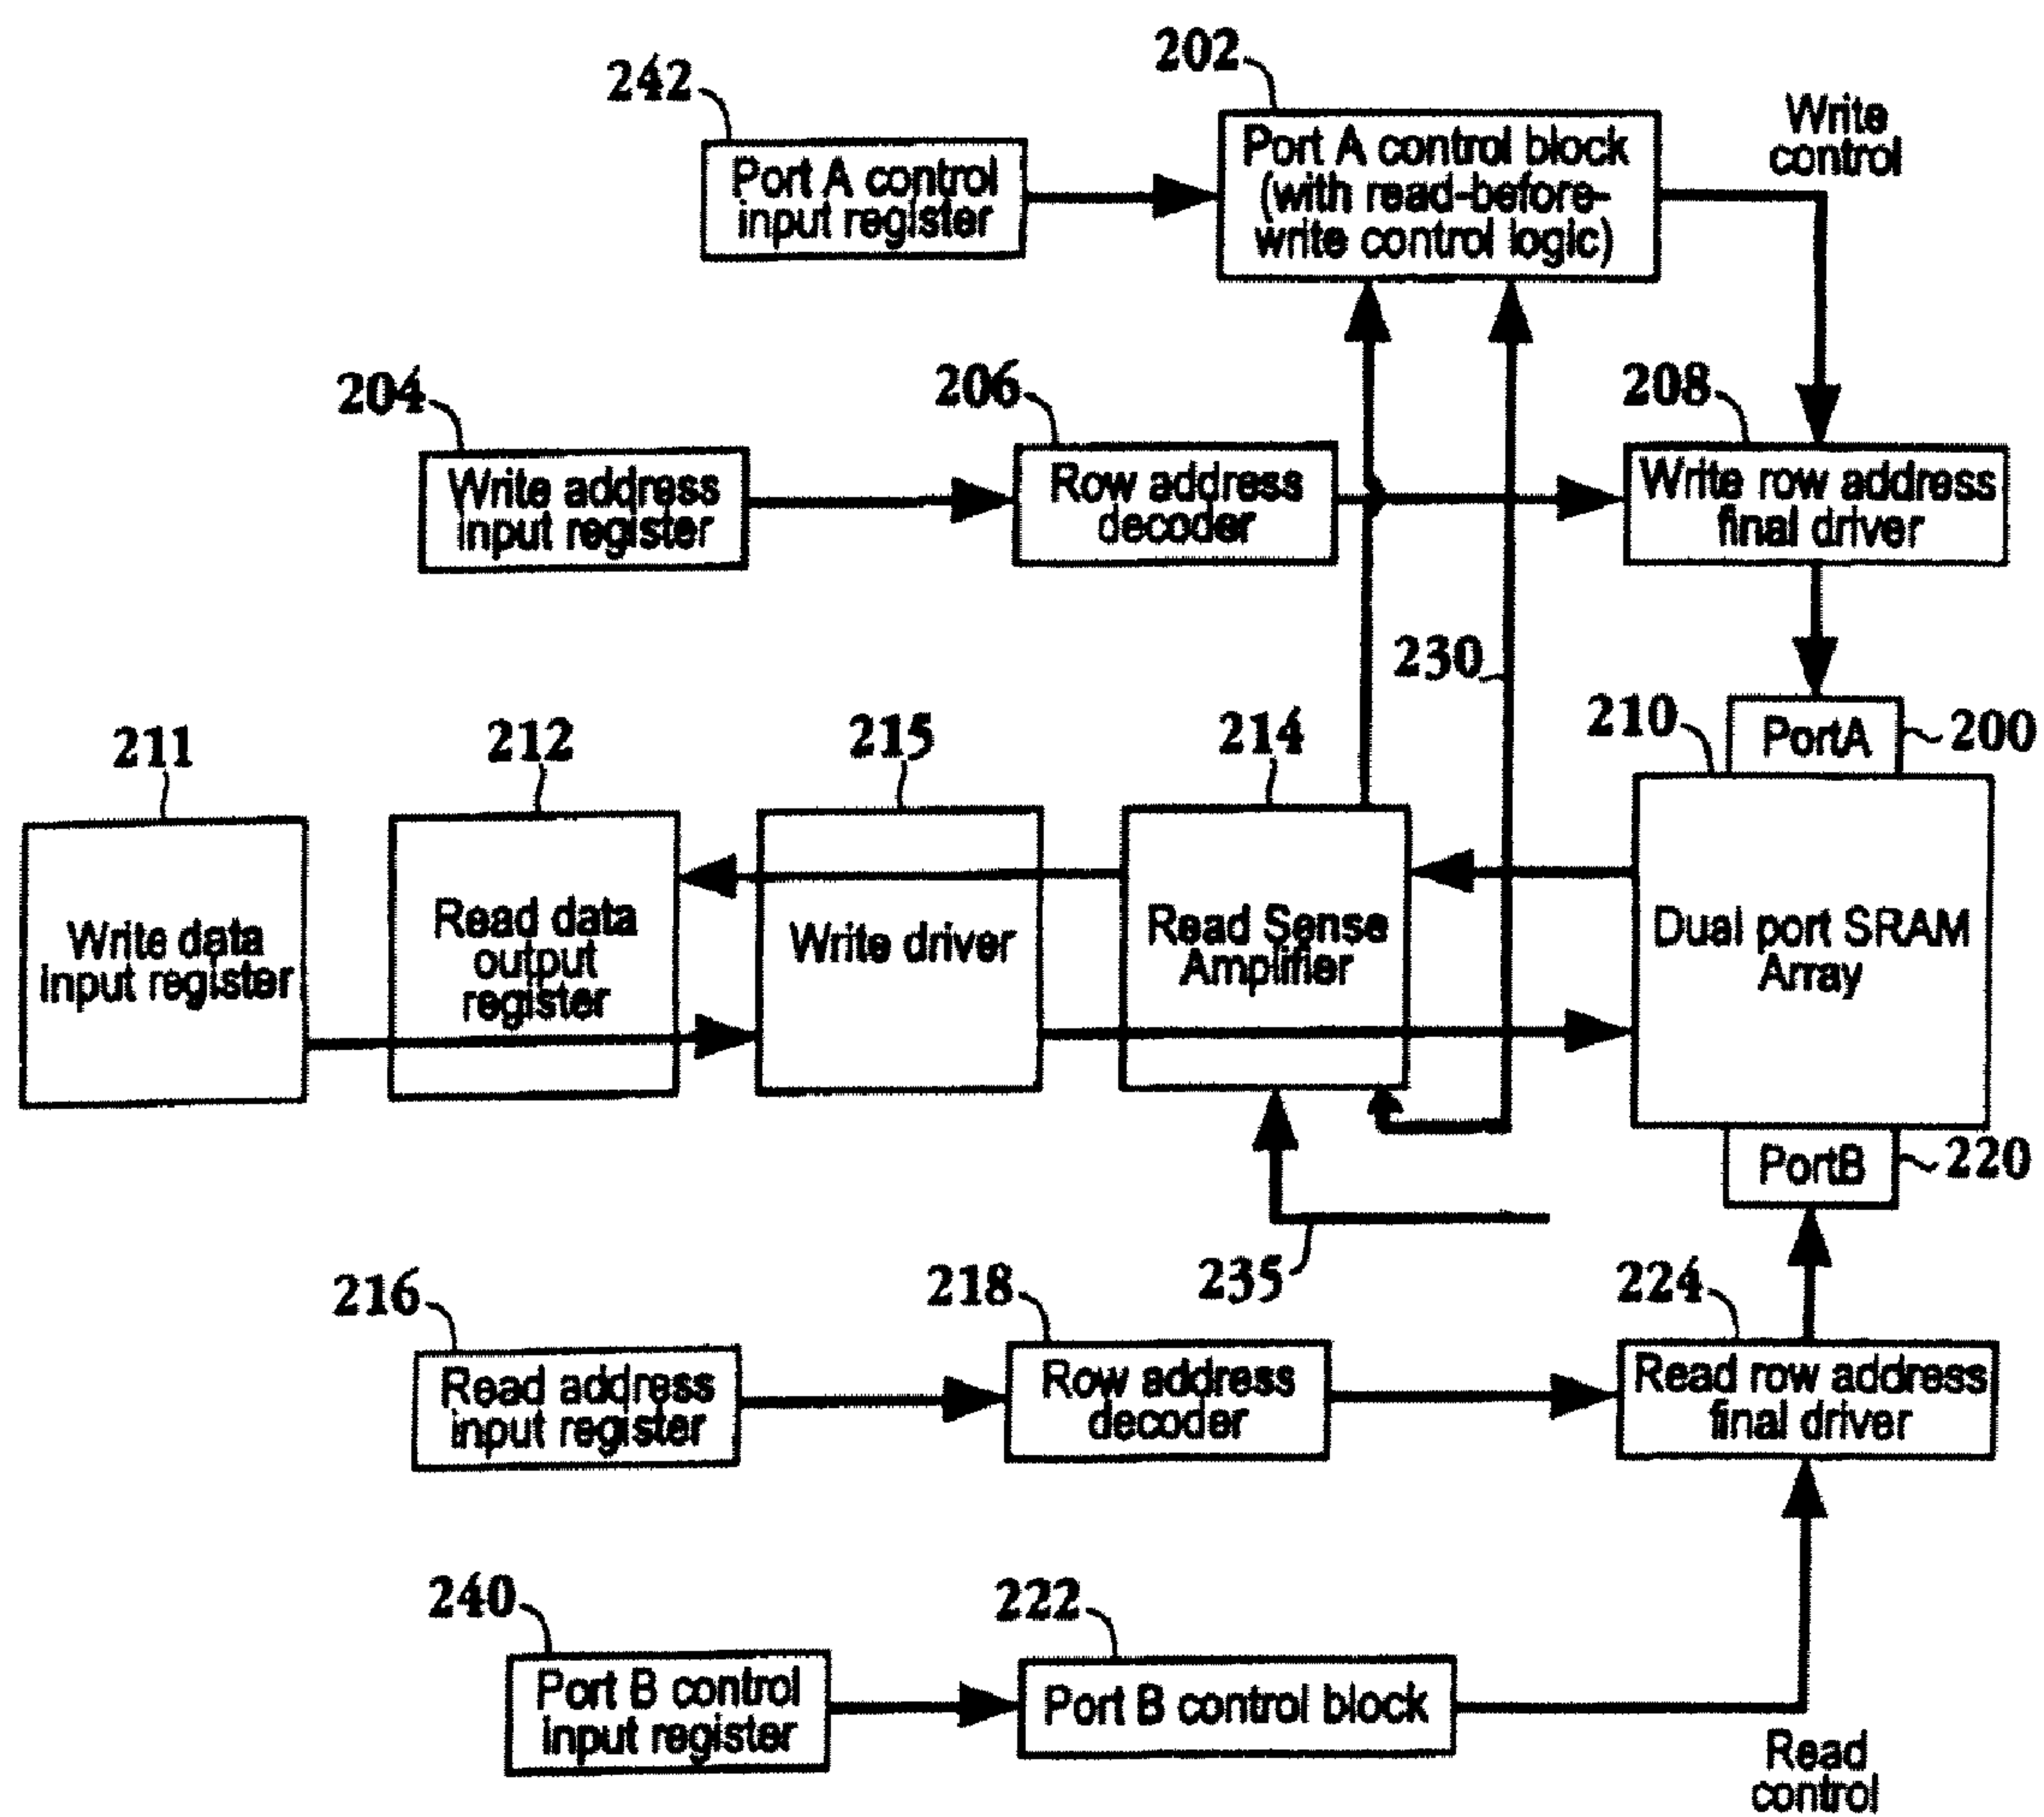 202
242
Write
control
Port A control
input register
Port A control block
(with read-before-
write control logic)
204
206
208
Write address
input register
Row address
decoder
Write row address
final driver
230
211
212
215
214
210
PortA
200
Write data
input register
Read data
output
register
Write driver
Read Sense
Amplifier
Dual port SRAM
Array
PortB
220
235
216
218
224
Read address
input register
Row address
decoder
Read row address
final driver
240
222
Port B control
input register
Port B control block
Read
control